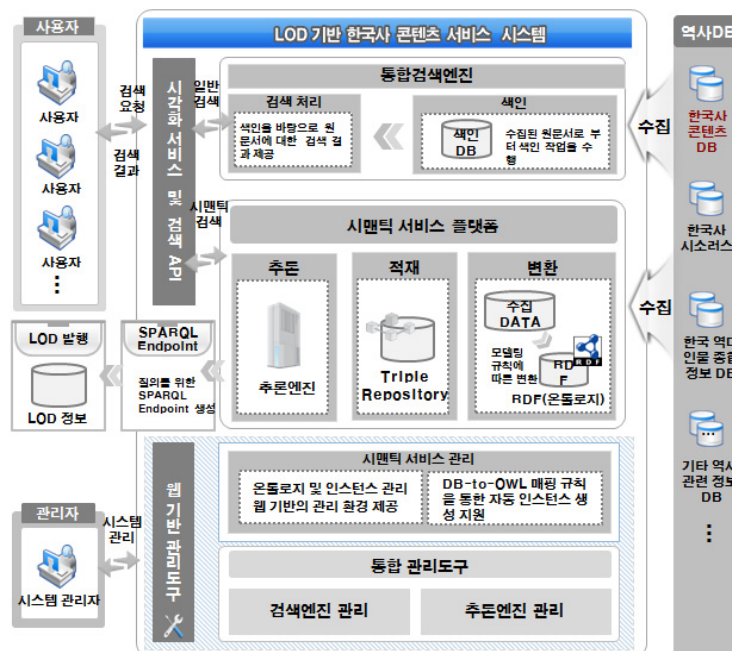 사용자
LOD 기반 한국사 콘텐츠 서비스 시스템
역사DB
사용자
사용자
사용자
⋮
검색
요청
검색
결과
시각화 서비스 및 검색 API
일반
검색
시맨틱
검색
통합검색엔진
검색 처리
색인을 바탕으로 원
문서에 대한 검색 결
과 제공
색인
색인
DB
수집된 원문서로 부
터 색인 작업을 수
행
수집
한국사
콘텐츠
DB
한국사
시소러스
시맨틱 서비스 플랫폼
추돈
추론엔진
적재
Triple
Repository
변환
수집
DATA
모델링
규칙에
따른 변환
RD
F
RDF
RDF(온톨로지)
수집
한국 역대
인물 종합
정보 DB
기타 역사
관련 정보
DB
⋮
LOD 발행
LOD 정보
SPARQL
Endpoint
질의를 위한
SPARQL
Endpoint 생성
관리자
시스템 관리자
시스템
관리
웹 기반 관리도구
시맨틱 서비스 관리
온톨로지 및 인스턴스 관리
웹 기반의 관리 환경 제공
DB-to-OWL 매핑 규칙
을 통한 자동 인스턴스 생
성 지원
통합 관리도구
검색엔진 관리
추돈엔진 관리